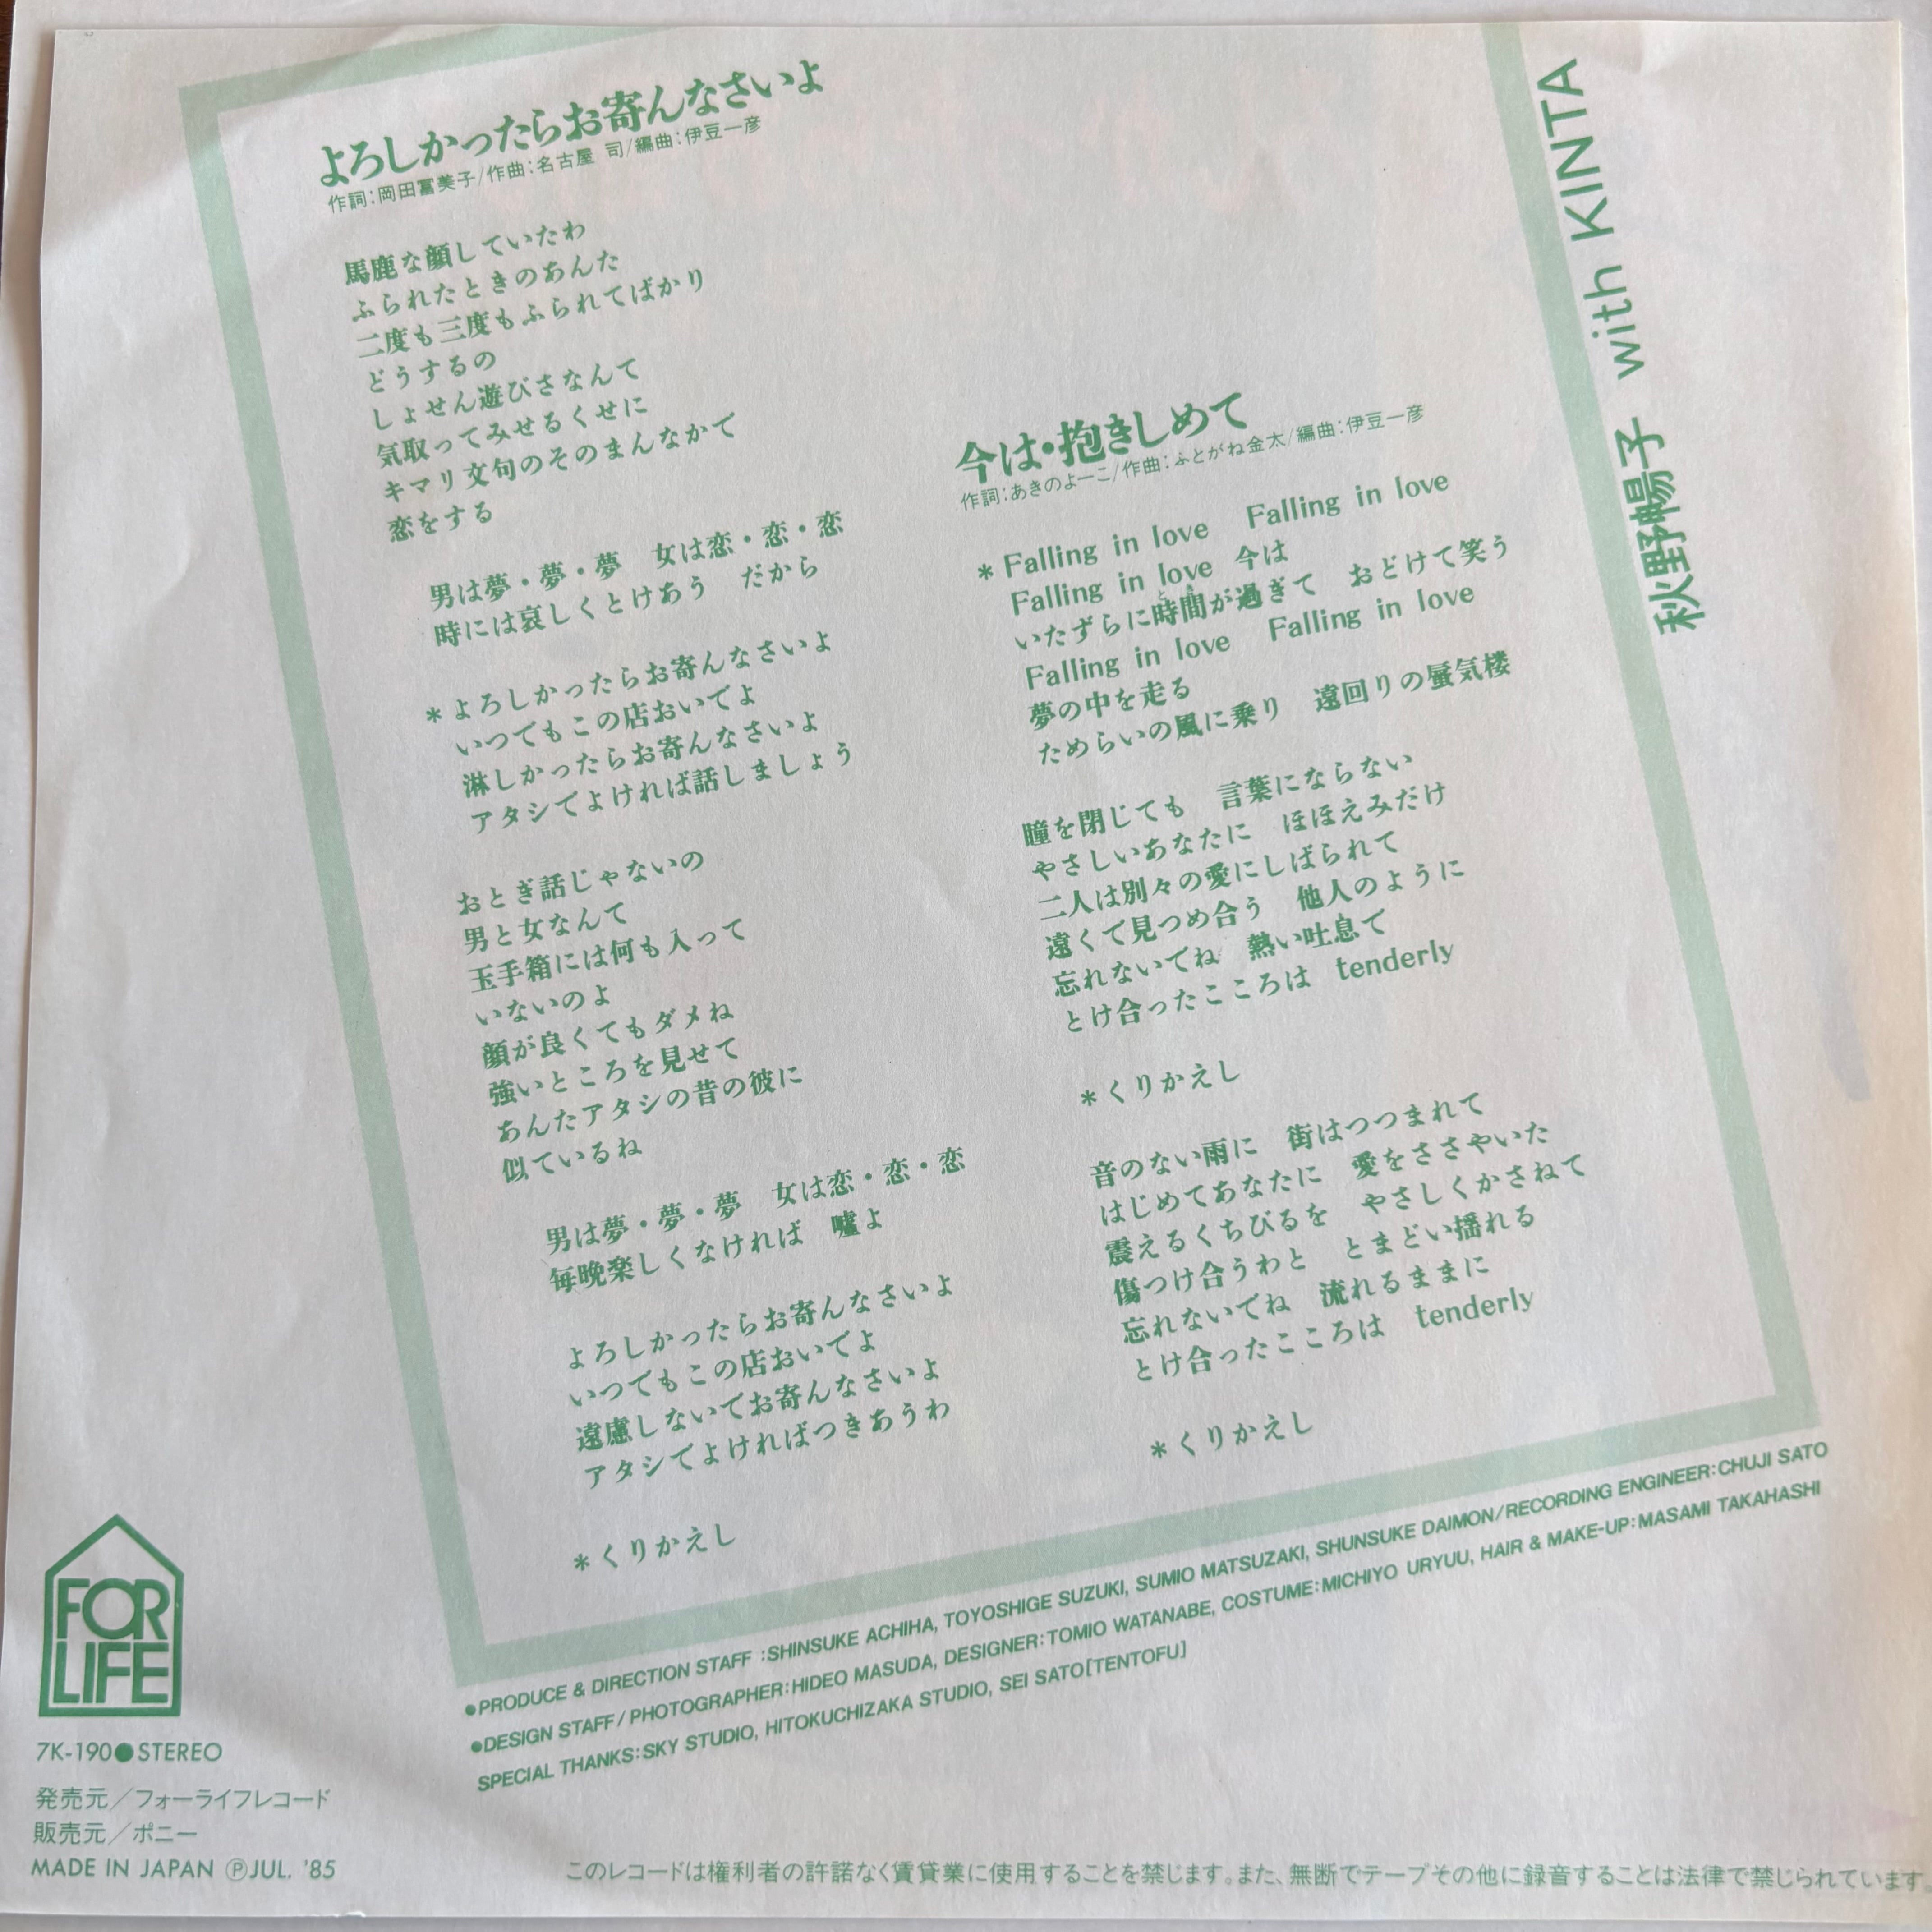 よろしかったらお寄んなさいよ
作詞:岡田冨美子/作曲:名古屋 司/編曲:伊豆一彦
馬鹿な顔していたわ
ふられたときのあんた
二度も三度もふられてばかり
どうするの
しょせん遊びさなんて
気取ってみせるくせに
キマリ文句のそのまんなかで
恋をする
男は夢・夢・夢 女は恋・恋・恋
時には哀しくとけあう だから
*よろしかったらお寄んなさいよ
いつでもこの店おいでよ
淋しかったらお寄んなさいよ
アタシでよければ話しましょう
おとぎ話じゃないの
男と女なんて
玉手箱には何も入って
いないのよ
顔が良くてもダメね
強いところを見せて
あんたアタシの昔の彼に
似ているね
男は夢・夢・夢 女は恋・恋・恋
毎晩楽しくなければ 嘘よ
よろしかったらお寄んなさいよ
いつでもこの店おいでよ
遠慮しないでお寄んなさいよ
アタシでよければつきあうわ
*くりかえし
今は・抱きしめて
作詞:あきのよーこ/作曲:ふとがね金太/編曲:伊豆一彦
*Falling in love Falling in love
Falling in love 今は
とき
いたずらに時間が過ぎて おどけて笑う
Falling in love Falling in love
夢の中を走る
ためらいの風に乗り 遠回りの蜃気楼
瞳を閉じても 言葉にならない
やさしいあなたに ほほえみだけ
二人は別々の愛にしばられて
遠くで見つめ合う 他人のように
忘れないでね 熱い吐息で
とけ合ったこころは tenderly
*くりかえし
音のない雨に 街はつつまれて
はじめてあなたに 愛をささやいた
震えるくちびるを やさしくかさねて
傷つけ合うわと とまどい揺れる
忘れないでね 流れるままに
とけ合ったこころは tenderly
*くりかえし
秋野暢子 with KINTA
●PRODUCE & DIRECTION STAFF :SHINSUKE ACHIHA, TOYOSHIGE SUZUKI, SUMIO MATSUZAKI, SHUNSUKE DAIMON/RECORDING ENGINEER:CHUJI SATO
●DESIGN STAFF/PHOTOGRAPHER:HIDEO MASUDA, DESIGNER:TOMIO WATANABE, COSTUME:MICHIYO URYUU, HAIR & MAKE-UP:MASAMI TAKAHASHI
SPECIAL THANKS:SKY STUDIO, HITOKUCHIZAKA STUDIO, SEI SATO[TENTOFU]
FOR
LIFE
7K-190●STEREO
発売元/フォーライフレコード
販売元/ポニー
MADE IN JAPAN ⓅJUL. '85
このレコードは権利者の許諾なく賃貸業に使用することを禁じます。また、無断でテープその他に録音することは法律で禁じられています。